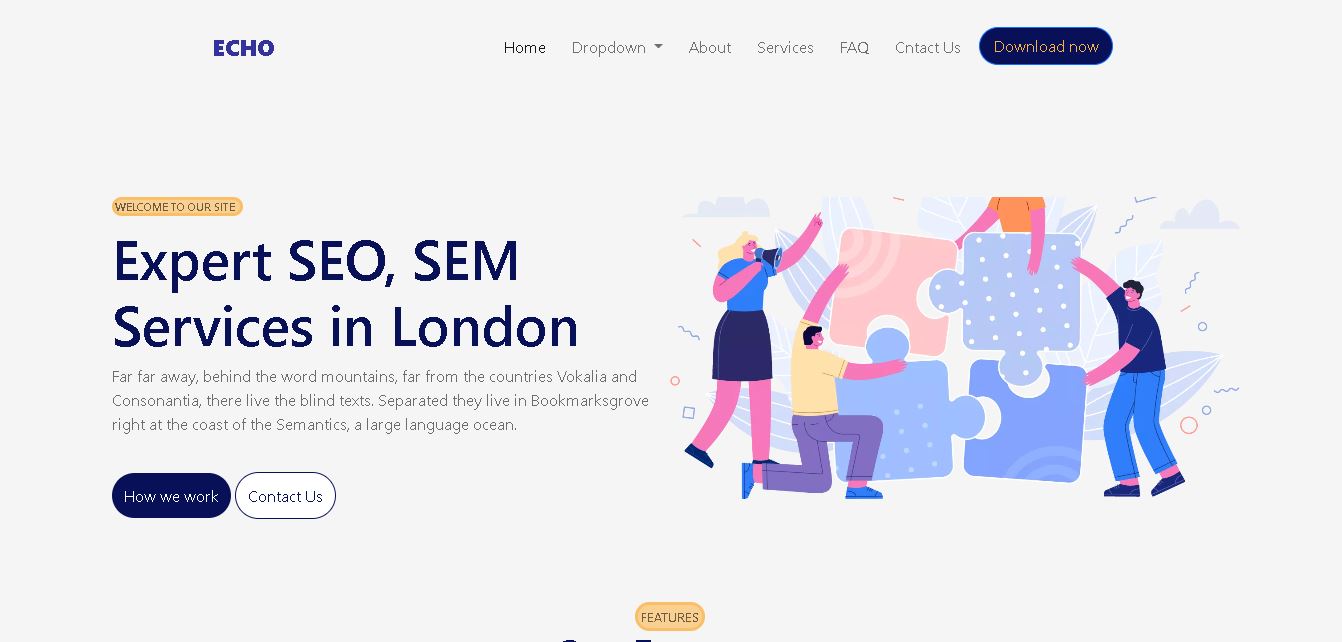 ECHO
Home Dropdown About Services FAQ Cntact Us Download now
WELCOME TO OUR SITE
Expert SEO, SEM
Services in London
Far far away, behind the word mountains, far from the countries Vokalia and
Consonantia, there live the blind texts. Separated they live in Bookmarksgrove
right at the coast of the Semantics, a large language ocean.
How we work Contact Us
FEATURES